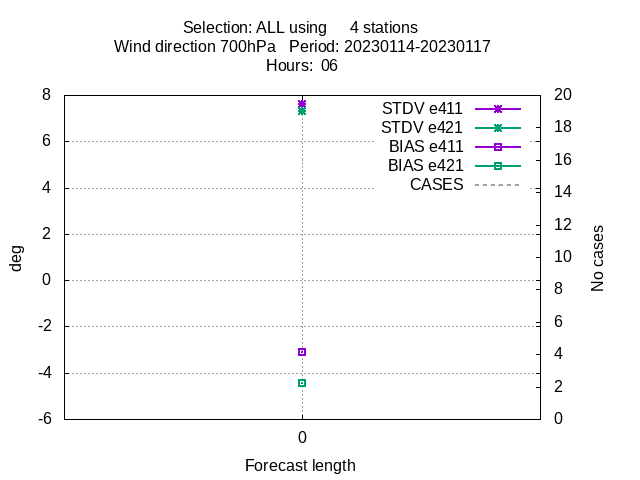 Selection: ALL using 4 stations
Wind direction 700hPa Period: 20230114-20230117
Hours: 06
8
6
4
2
0
-2
-4
-6
deg
STDV e411
STDV e421
BIAS e411
BIAS e421
CASES
20
18
16
14
12
10
8
6
4
2
0
No cases
0
Forecast length